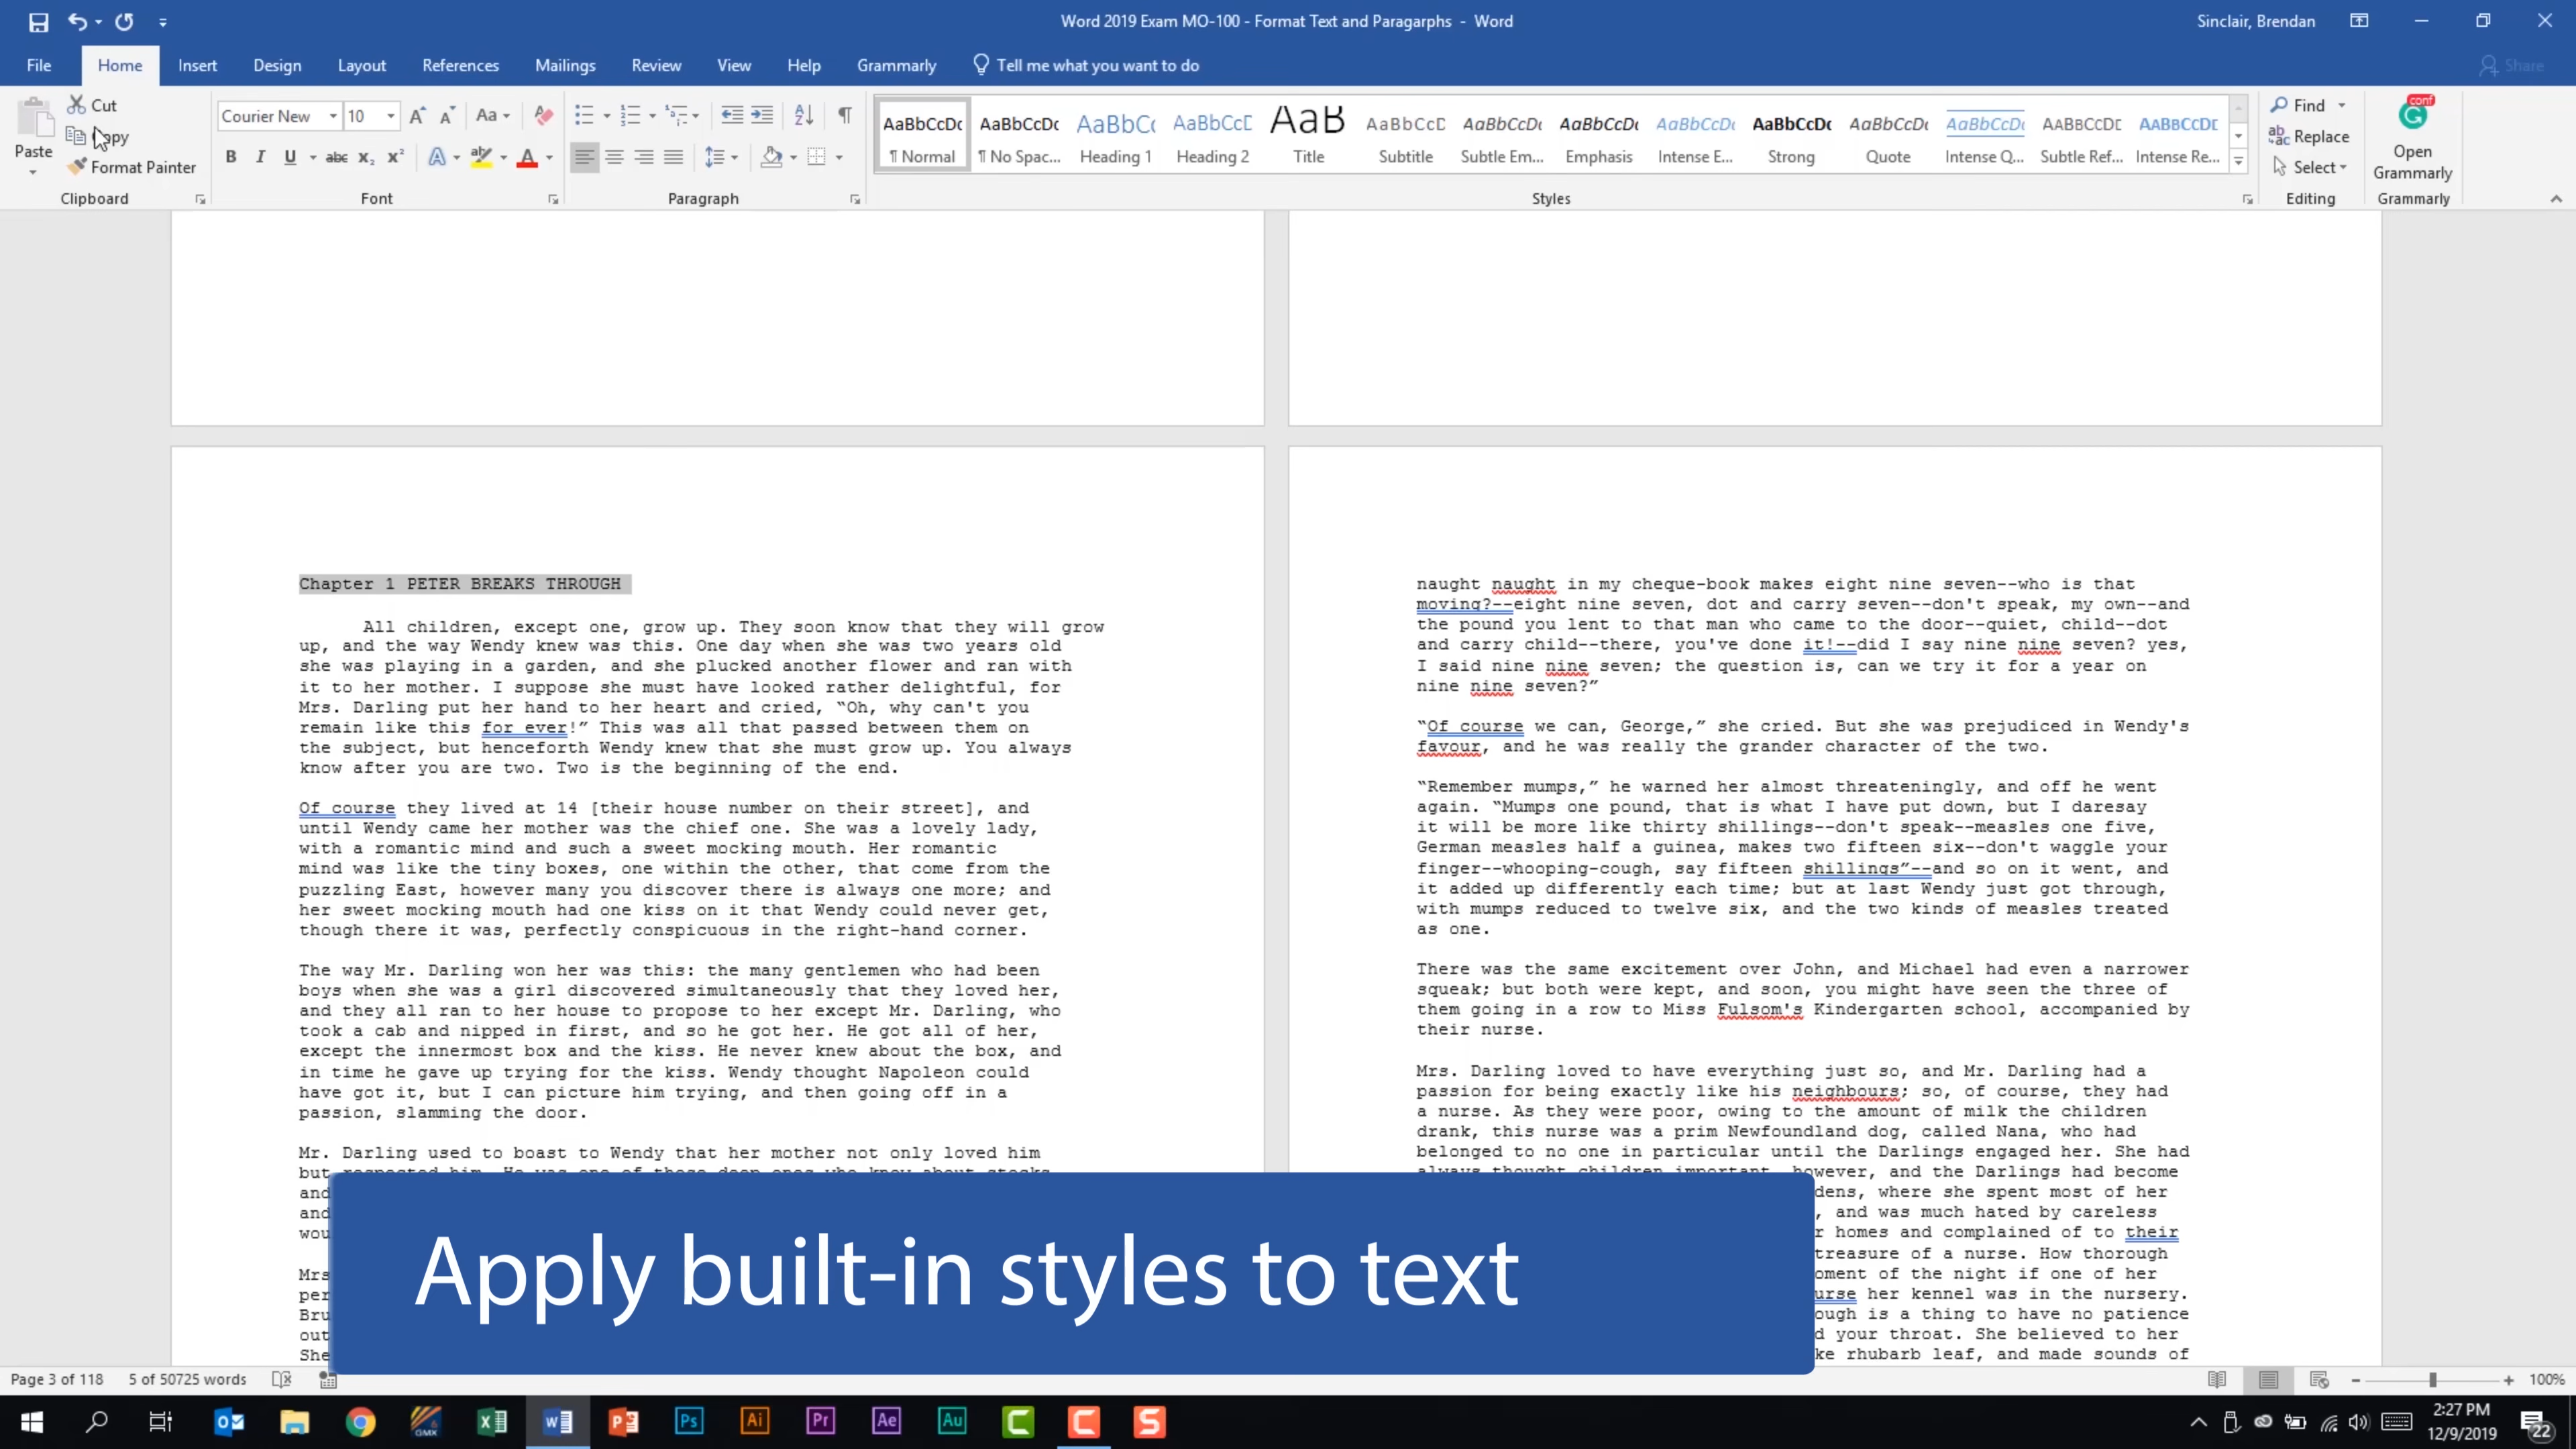 Word 2019 Exam MO-100 - Format Text and Paragarphs - Word
Sinclair, Brendan
File Home Insert Design Layout References Mailings Review View Help Grammarly Tell me what you want to do Share
Paste
Cut
Copy
Format Painter
Courier New 10
AaBbCcDc AaBbCcDc AaBbCc AaBbCcD AaB AaBbCcD AaBbCcDc AaBbCcDc AaBbCcDc AaBbCcDc AaBbCcDc AaBbCcDc AABBCCDE AABBCCDE
¶ Normal ¶ No Spac... Heading 1 Heading 2 Title Subtitle Subtle Em... Emphasis Intense E... Strong Quote Intense Q... Subtle Ref... Intense Re...
Find
Replace
Select
Open
Grammarly
Clipboard Font Paragraph Styles Editing Grammarly
Chapter 1 PETER BREAKS THROUGH
All children, except one, grow up. They soon know that they will grow
up, and the way Wendy knew was this. One day when she was two years old
she was playing in a garden, and she plucked another flower and ran with
it to her mother. I suppose she must have looked rather delightful, for
Mrs. Darling put her hand to her heart and cried, “Oh, why can't you
remain like this for ever!” This was all that passed between them on
the subject, but henceforth Wendy knew that she must grow up. You always
know after you are two. Two is the beginning of the end.
Of course they lived at 14 [their house number on their street], and
until Wendy came her mother was the chief one. She was a lovely lady,
with a romantic mind and such a sweet mocking mouth. Her romantic
mind was like the tiny boxes, one within the other, that come from the
puzzling East, however many you discover there is always one more; and
her sweet mocking mouth had one kiss on it that Wendy could never get,
though there it was, perfectly conspicuous in the right-hand corner.
The way Mr. Darling won her was this: the many gentlemen who had been
boys when she was a girl discovered simultaneously that they loved her,
and they all ran to her house to propose to her except Mr. Darling, who
took a cab and nipped in first, and so he got her. He got all of her,
except the innermost box and the kiss. He never knew about the box, and
in time he gave up trying for the kiss. Wendy thought Napoleon could
have got it, but I can picture him trying, and then going off in a
passion, slamming the door.
Mr. Darling used to boast to Wendy that her mother not only loved him
but
and
and
wou
Mrs
per
Bru
out
She
naught naught in my cheque-book makes eight nine seven--who is that
moving?--eight nine seven, dot and carry seven--don't speak, my own--and
the pound you lent to that man who came to the door--quiet, child--dot
and carry child--there, you've done it!--did I say nine nine seven? yes,
I said nine nine seven; the question is, can we try it for a year on
nine nine seven?”
“Of course we can, George,” she cried. But she was prejudiced in Wendy's
favour, and he was really the grander character of the two.
“Remember mumps,” he warned her almost threateningly, and off he went
again. “Mumps one pound, that is what I have put down, but I daresay
it will be more like thirty shillings--don't speak--measles one five,
German measles half a guinea, makes two fifteen six--don't waggle your
finger--whooping-cough, say fifteen shillings”--and so on it went, and
it added up differently each time; but at last Wendy just got through,
with mumps reduced to twelve six, and the two kinds of measles treated
as one.
There was the same excitement over John, and Michael had even a narrower
squeak; but both were kept, and soon, you might have seen the three of
them going in a row to Miss Fulsom's Kindergarten school, accompanied by
their nurse.
Mrs. Darling loved to have everything just so, and Mr. Darling had a
passion for being exactly like his neighbours; so, of course, they had
a nurse. As they were poor, owing to the amount of milk the children
drank, this nurse was a prim Newfoundland dog, called Nana, who had
belonged to no one in particular until the Darlings engaged her. She had
always thought children important, however, and the Darlings had become
dens, where she spent most of her
, and was much hated by careless
r homes and complained of to their
treasure of a nurse. How thorough
oment of the night if one of her
urse her kennel was in the nursery.
ough is a thing to have no patience
d your throat. She believed to her
ke rhubarb leaf, and made sounds of
Apply built-in styles to text
Page 3 of 118 5 of 50725 words
100%
2:27 PM
12/9/2019
22